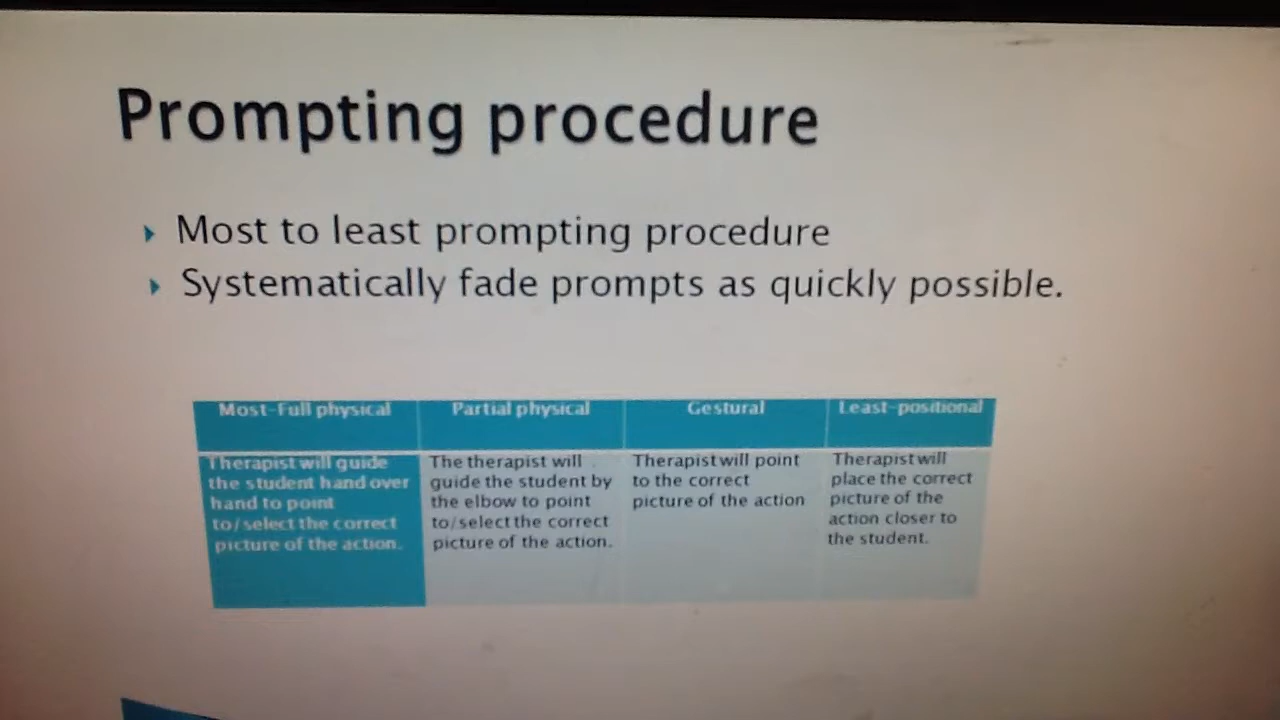 Prompting procedure
Most to least prompting procedure
Systematically fade prompts as quickly possible.
Most-Full physical
Partial physical
Gestural
Least-positional
Therapist will guide
the student hand over
hand to point
to/select the correct
picture of the action.
The therapist will
guide the student by
the elbow to point
to/select the correct
picture of the action.
Therapist will point
to the correct
picture of the action
Therapist will
place the correct
picture of the
action closer to
the student.